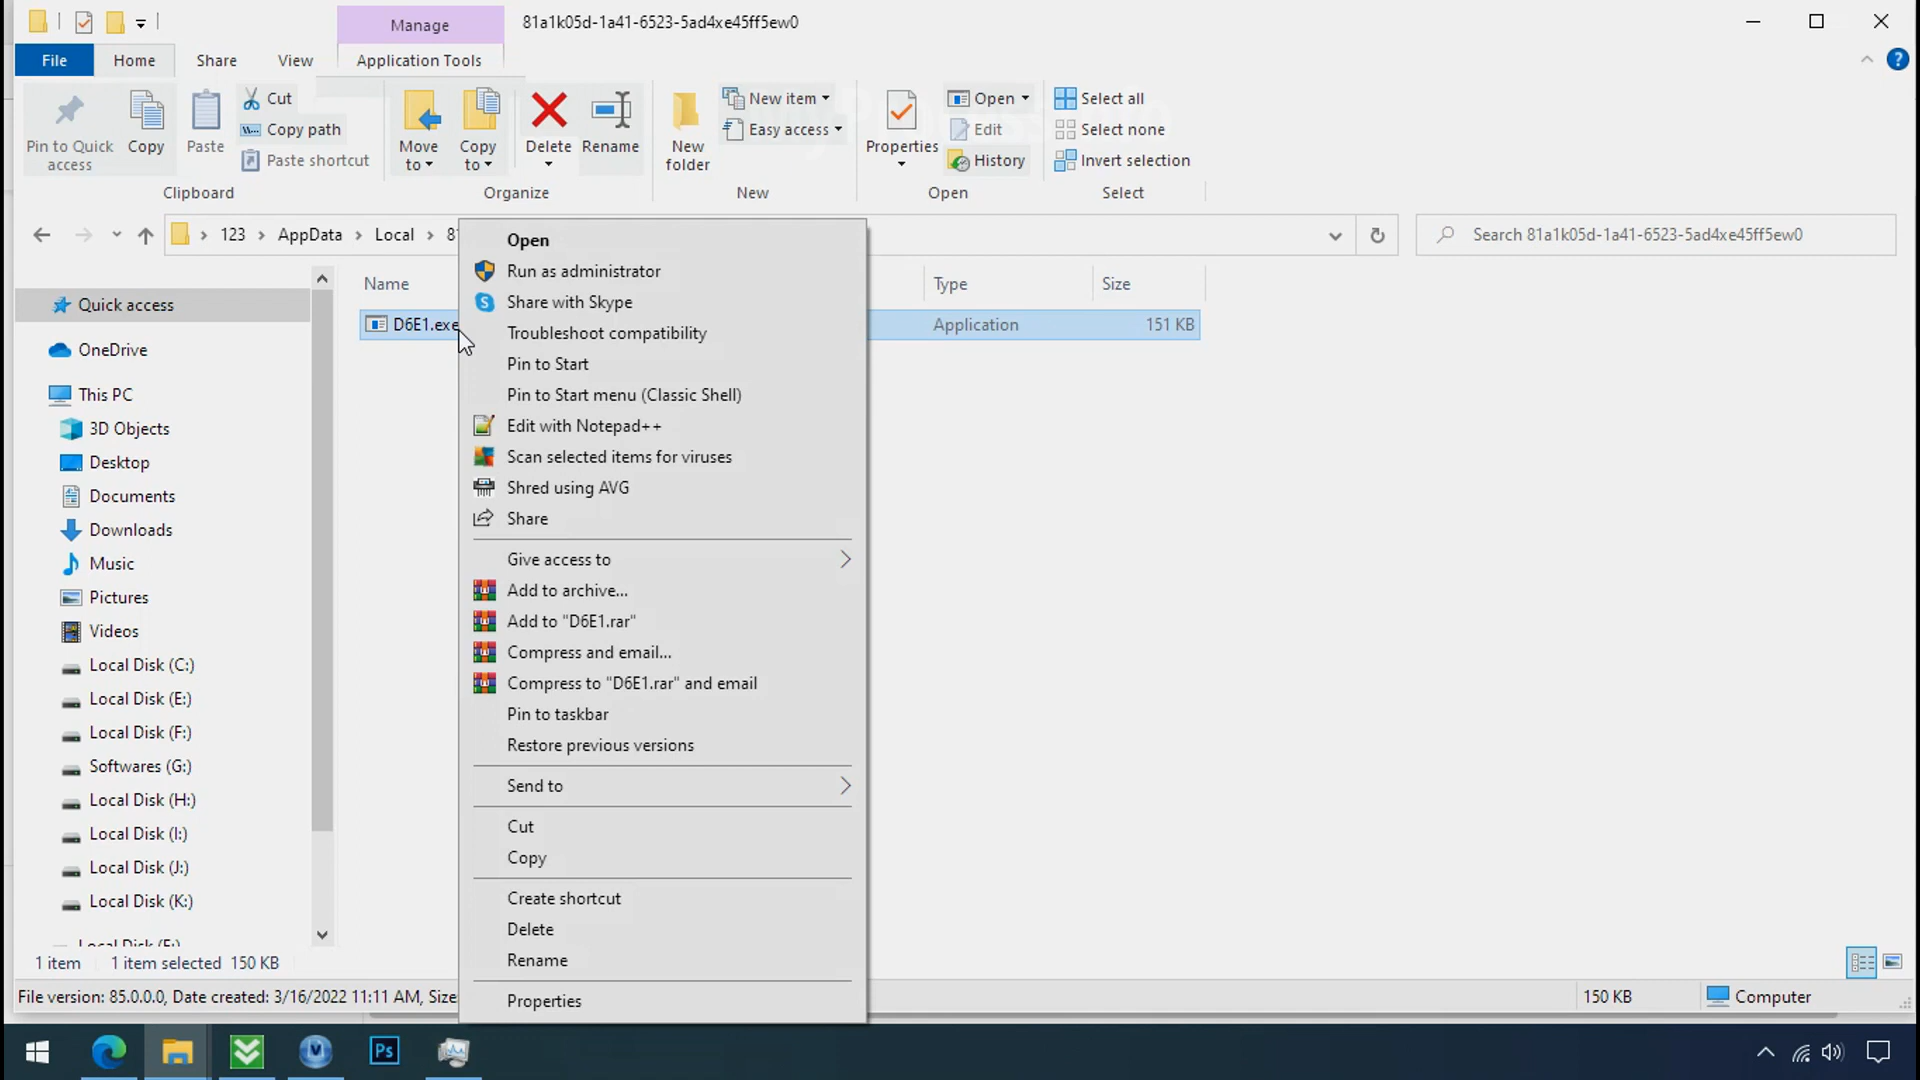 Manage
81a1k05d-1a41-6523-5ad4xe45ff5ew0
File
Home
Share
View
Application Tools
Pin to Quick
access
Copy
Paste
Cut
Copy path
Paste shortcut
Move
to
Copy
to
Delete
Rename
New
folder
New item
Easy access
Properties
Open
Edit
History
Select all
Select none
Invert selection
Clipboard
Organize
New
Open
Select
123
AppData
Local
Search 81a1k05d-1a41-6523-5ad4xe45ff5ew0
Name
Type
Size
D6E1.exe
Application
151 KB
Quick access
OneDrive
This PC
3D Objects
Desktop
Documents
Downloads
Music
Pictures
Videos
Local Disk (C:)
Local Disk (E:)
Local Disk (F:)
Softwares (G:)
Local Disk (H:)
Local Disk (I:)
Local Disk (J:)
Local Disk (K:)
Open
Run as administrator
Share with Skype
Troubleshoot compatibility
Pin to Start
Pin to Start menu (Classic Shell)
Edit with Notepad++
Scan selected items for viruses
Shred using AVG
Share
Give access to
Add to archive...
Add to "D6E1.rar"
Compress and email...
Compress to "D6E1.rar" and email
Pin to taskbar
Restore previous versions
Send to
Cut
Copy
Create shortcut
Delete
Rename
Properties
1 item
1 item selected 150 KB
File version: 85.0.0.0, Date created: 3/16/2022 11:11 AM, Size
150 KB
Computer
Ps